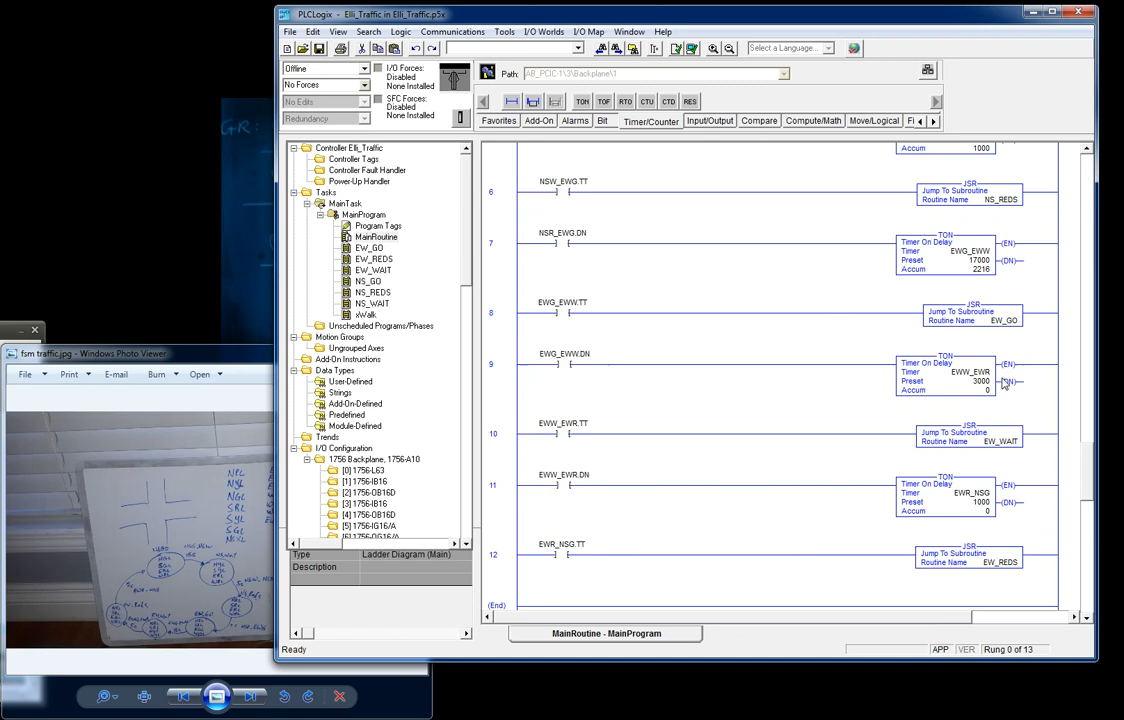 PLCLogix - Elli_Traffic in Elli_Traffic.p5x
File Edit View Search Logic Communications Tools I/O Worlds I/O Map Window Help
Select a Language...
Offline
No Forces
No Edits
Redundancy
I/O Forces:
Disabled
None Installed
SFC Forces:
Disabled
None Installed
Path: AB_PCIC-1\3\Backplane\1
TON TOF RTO CTU CTD RES
Favorites Add-On Alarms Bit Timer/Counter Input/Output Compare Compute/Math Move/Logical Fi
Controller Elli_Traffic
Controller Tags
Controller Fault Handler
Power-Up Handler
Tasks
MainTask
MainProgram
Program Tags
MainRoutine
EW_GO
EW_REDS
EW_WAIT
NS_GO
NS_REDS
NS_WAIT
xWalk
Unscheduled Programs/Phases
Motion Groups
Ungrouped Axes
Add-On Instructions
Data Types
User-Defined
Strings
Add-On-Defined
Predefined
Module-Defined
Trends
I/O Configuration
1756 Backplane, 1756-A10
[0] 1756-L63
[1] 1756-IB16
[2] 1756-OB16D
[3] 1756-IB16
[4] 1756-OB16D
[5] 1756-IG16/A
Type Ladder Diagram (Main)
Description
Accum 1000
6 NSW_EWG.TT
JSR
Jump To Subroutine
Routine Name NS_REDS
7 NSR_EWG.DN
TON
Timer On Delay (EN)
Timer EWG_EWW
Preset 17000 (DN)
Accum 2216
8 EWG_EWW.TT
JSR
Jump To Subroutine
Routine Name EW_GO
9 EWG_EWW.DN
TON
Timer On Delay (EN)
Timer EWW_EWR
Preset 3000 (DN)
Accum 0
10 EWW_EWR.TT
JSR
Jump To Subroutine
Routine Name EW_WAIT
11 EWW_EWR.DN
TON
Timer On Delay (EN)
Timer EWR_NSG
Preset 1000 (DN)
Accum 0
12 EWR_NSG.TT
JSR
Jump To Subroutine
Routine Name EW_REDS
(End)
MainRoutine - MainProgram
Ready APP VER Rung 0 of 13
GR:
fsm traffic.jpg - Windows Photo Viewer
File Print E-mail Burn Open
NRL
NYL
NGL
SRL
SYL
SGL